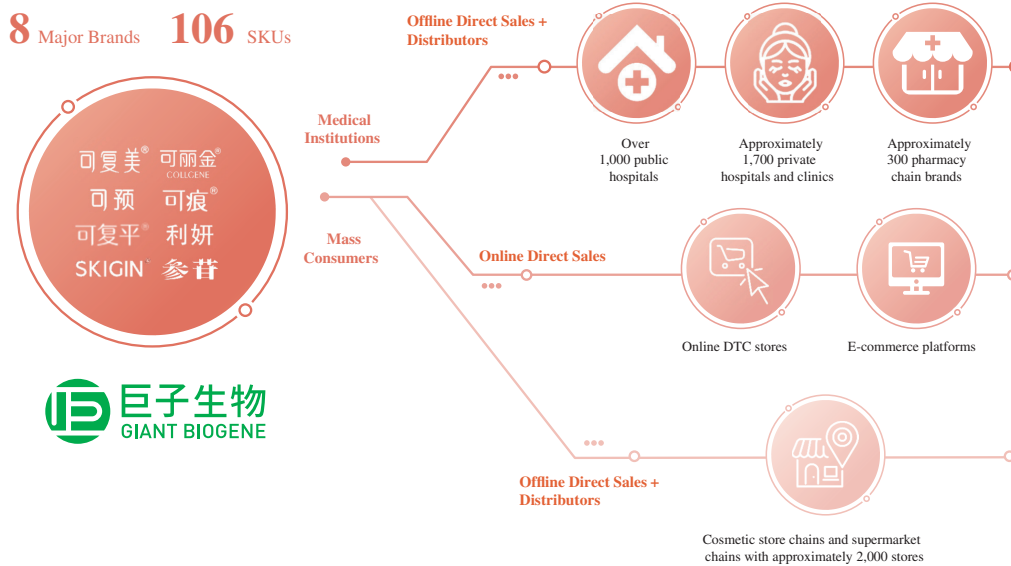 8 Major Brands 106 SKUs
可复美® 可丽金®
COLLGENE
可预 可痕®
可复平® 利妍
SKIGIN 参苷
巨子生物
GIANT BIOGENE
Medical
Institutions
Mass
Consumers
Offline Direct Sales +
Distributors
Over
1,000 public
hospitals
Approximately
1,700 private
hospitals and clinics
Approximately
300 pharmacy
chain brands
Online Direct Sales
Online DTC stores
E-commerce platforms
Offline Direct Sales +
Distributors
Cosmetic store chains and supermarket
chains with approximately 2,000 stores